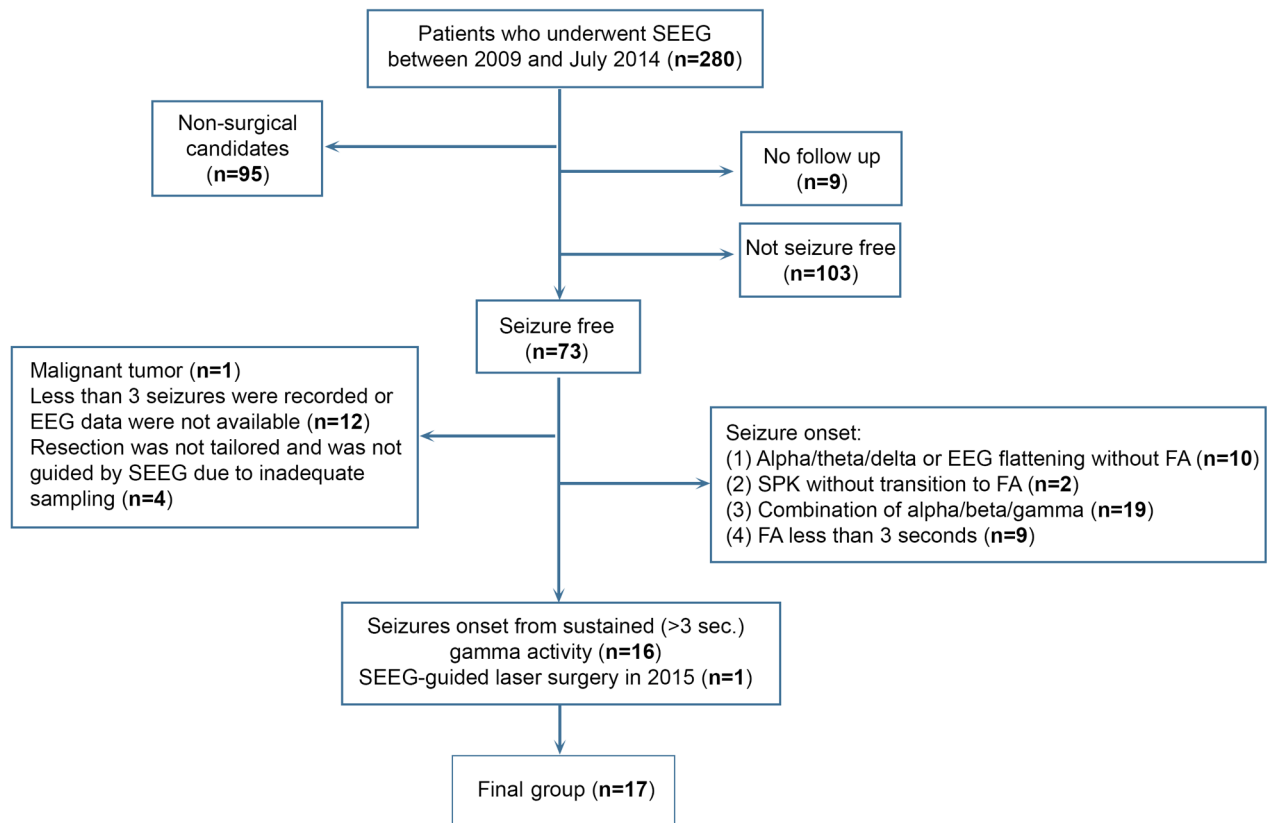 Patients who underwent SEEG
between 2009 and July 2014 (n=280)
Non-surgical
candidates
(n=95)
No follow up
(n=9)
Not seizure free
(n=103)
Seizure free
(n=73)
Malignant tumor (n=1)
Less than 3 seizures were recorded or
EEG data were not available (n=12)
Resection was not tailored and was not
guided by SEEG due to inadequate
sampling (n=4)
Seizure onset:
(1) Alpha/theta/delta or EEG flattening without FA (n=10)
(2) SPK without transition to FA (n=2)
(3) Combination of alpha/beta/gamma (n=19)
(4) FA less than 3 seconds (n=9)
Seizures onset from sustained (>3 sec.)
gamma activity (n=16)
SEEG-guided laser surgery in 2015 (n=1)
Final group (n=17)